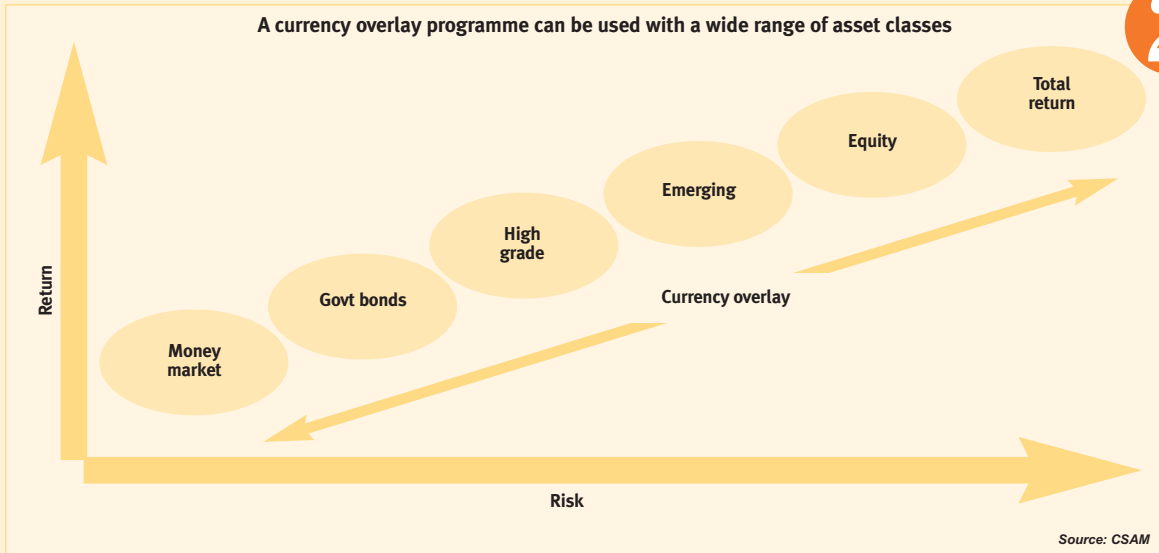 A currency overlay programme can be used with a wide range of asset classes
Total
return
Equity
Emerging
High
grade
Govt bonds
Currency overlay
Money
market
Return
Risk
Source: CSAM